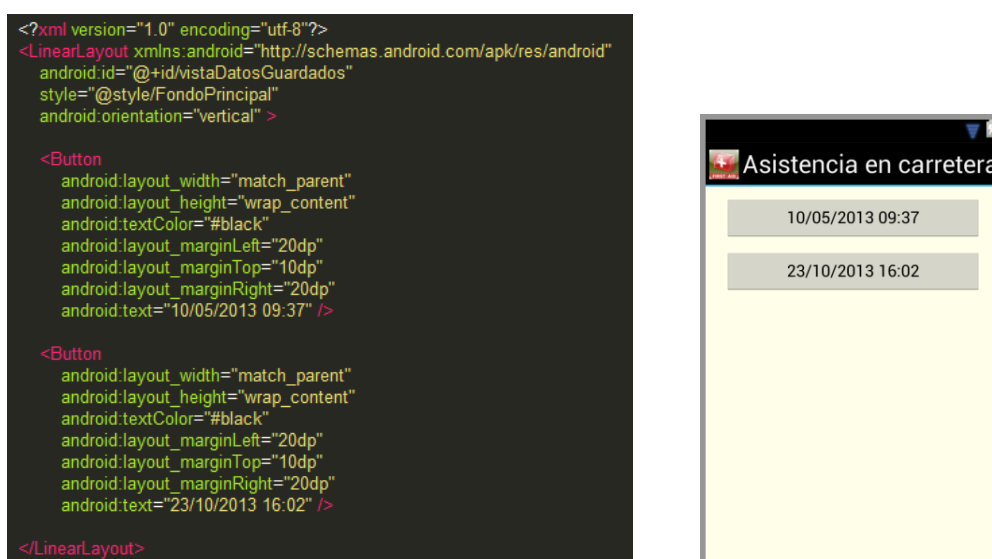 <?xml version="1.0" encoding="utf-8"?>
<LinearLayout xmlns:android="http://schemas.android.com/apk/res/android"
android:id="@+id/vistaDatosGuardados"
style="@style/FondoPrincipal"
android:orientation="vertical" >
<Button
android:layout_width="match_parent"
android:layout_height="wrap_content"
android:textColor="#black"
android:layout_marginLeft="20dp"
android:layout_marginTop="10dp"
android:layout_marginRight="20dp"
android:text="10/05/2013 09:37" />
<Button
android:layout_width="match_parent"
android:layout_height="wrap_content"
android:textColor="#black"
android:layout_marginLeft="20dp"
android:layout_marginTop="10dp"
android:layout_marginRight="20dp"
android:text="23/10/2013 16:02" />
</LinearLayout>
Asistencia en carretera
10/05/2013 09:37
23/10/2013 16:02